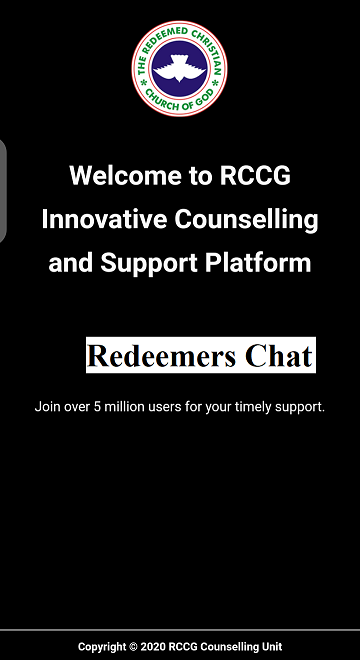 THE REDEEMED CHRISTIAN
CHURCH OF GOD
Welcome to RCCG
Innovative Counselling
and Support Platform
Redeemers Chat
Join over 5 million users for your timely support.
Copyright © 2020 RCCG Counselling Unit